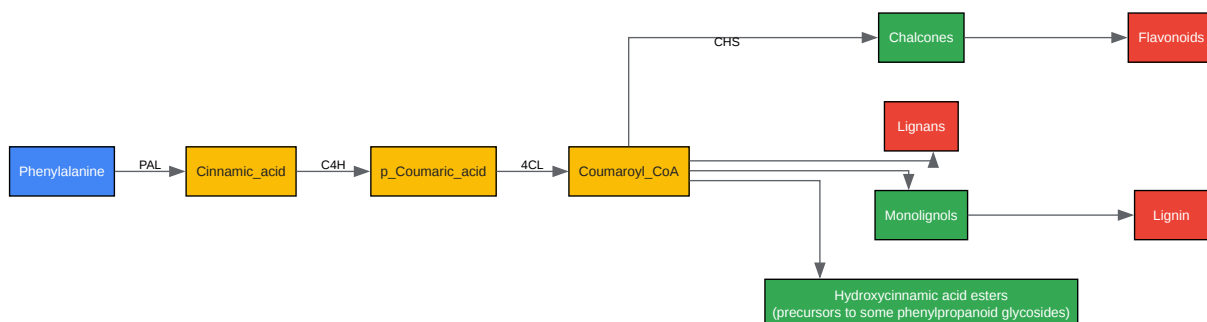 CHS
Chalcones
Flavonoids
Lignans
Phenylalanine
PAL
Cinnamic_acid
C4H
p_Coumaric_acid
4CL
Coumaroyl_CoA
Monolignols
Lignin
Hydroxycinnamic acid esters
(precursors to some phenylpropanoid glycosides)